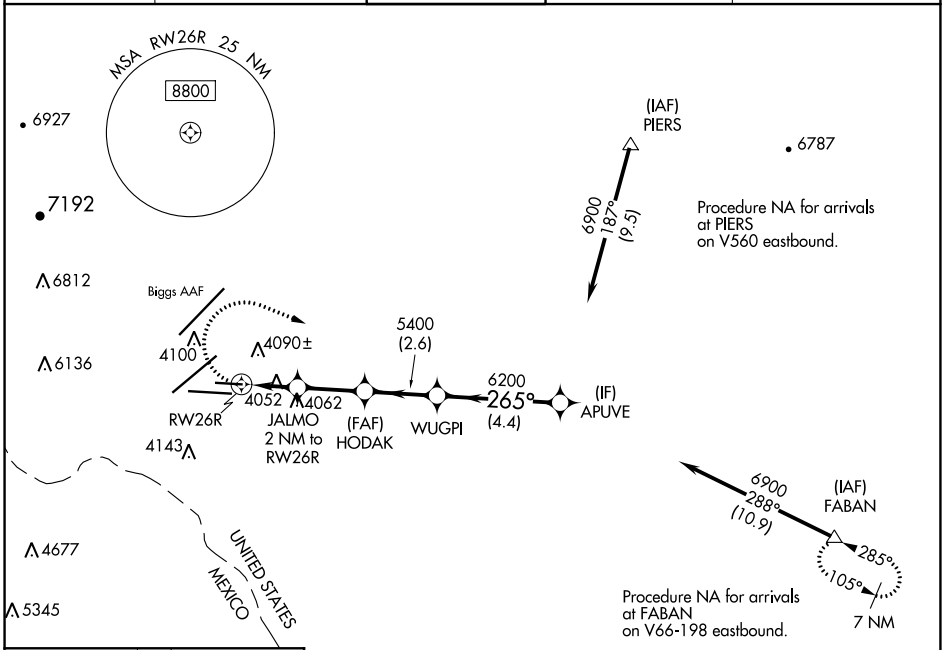 MSA RW26R 25 NM
8800
6927
7192
6812
6136
(IAF)
PIERS
6787
6900
187°
(9.5)
Procedure NA for arrivals
at PIERS
on V560 eastbound.
Biggs AAF
4100
4090±
5400
(2.6)
6200
265°
(4.4)
(IF)
APUVE
4052
4062
RW26R
JALMO
2 NM to
RW26R
(FAF)
HODAK
WUGPI
4143
6900
288°
(10.9)
(IAF)
FABAN
285°
105°
7 NM
4677
5345
UNITED STATES
MEXICO
Procedure NA for arrivals
at FABAN
on V66-198 eastbound.